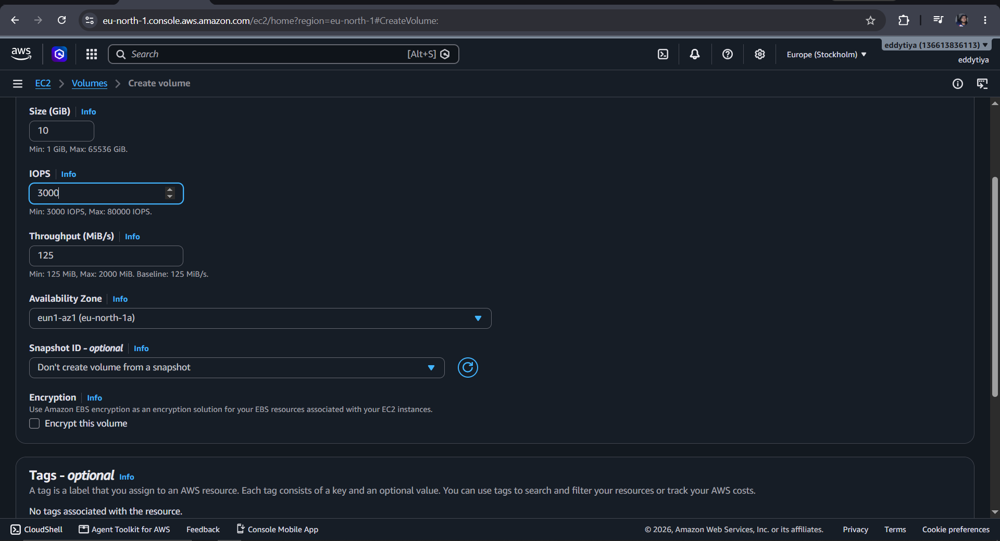 eu-north-1.console.aws.amazon.com/ec2/home?region=eu-north-1#CreateVolume:
aws
Search
[Alt+S]
Europe (Stockholm)
eddytiya (136613836113)
eddytiya
EC2
Volumes
Create volume
Size (GiB) Info
10
Min: 1 GiB, Max: 65536 GiB.
IOPS Info
3000
Min: 3000 IOPS, Max: 80000 IOPS.
Throughput (MiB/s) Info
125
Min: 125 MiB, Max: 2000 MiB. Baseline: 125 MiB/s.
Availability Zone Info
eun1-az1 (eu-north-1a)
Snapshot ID - optional Info
Don't create volume from a snapshot
Encryption Info
Use Amazon EBS encryption as an encryption solution for your EBS resources associated with your EC2 instances.
Encrypt this volume
Tags - optional Info
A tag is a label that you assign to an AWS resource. Each tag consists of a key and an optional value. You can use tags to search and filter your resources or track your AWS costs.
No tags associated with the resource.
CloudShell
Agent Toolkit for AWS
Feedback
Console Mobile App
© 2026, Amazon Web Services, Inc. or its affiliates.
Privacy
Terms
Cookie preferences